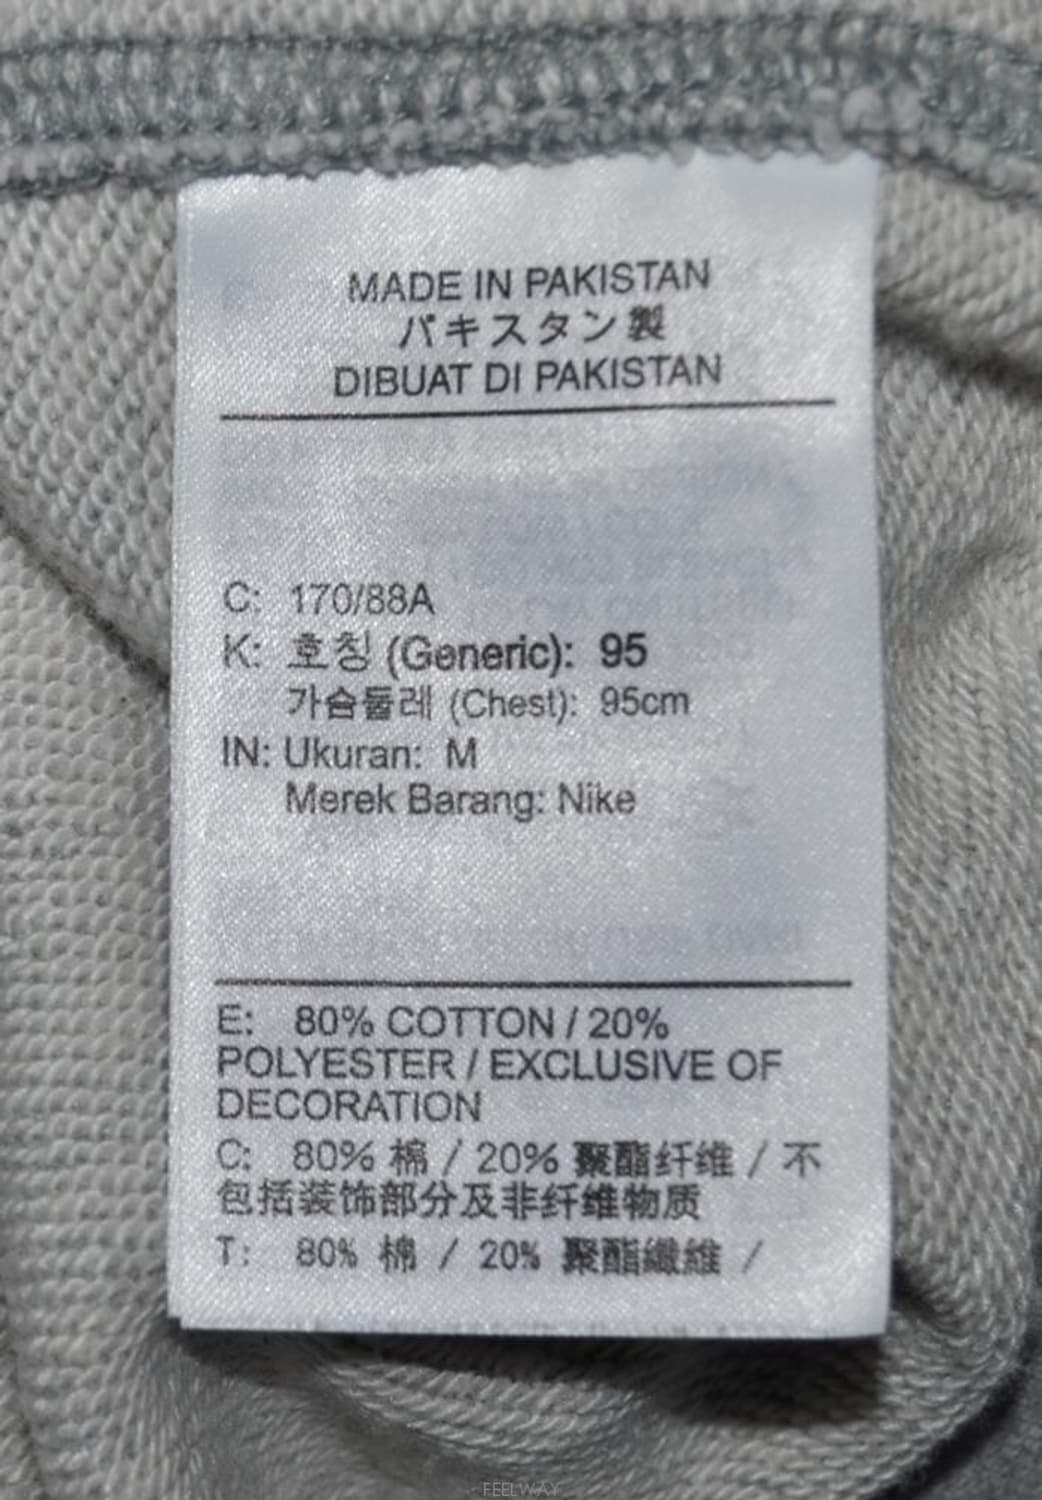 MADE IN PAKISTAN
パキスタン製
DIBUAT DI PAKISTAN
C: 170/88A
K: 호칭 (Generic): 95
가슴둘레 (Chest): 95cm
IN: Ukuran: M
Merek Barang: Nike
E: 80% COTTON / 20%
POLYESTER / EXCLUSIVE OF
DECORATION
C: 80% 棉 / 20% 聚酯纤维 / 不
包括装饰部分及非纤维物质
T: 80% 棉 / 20% 聚酯纖維 /
FEELWAY